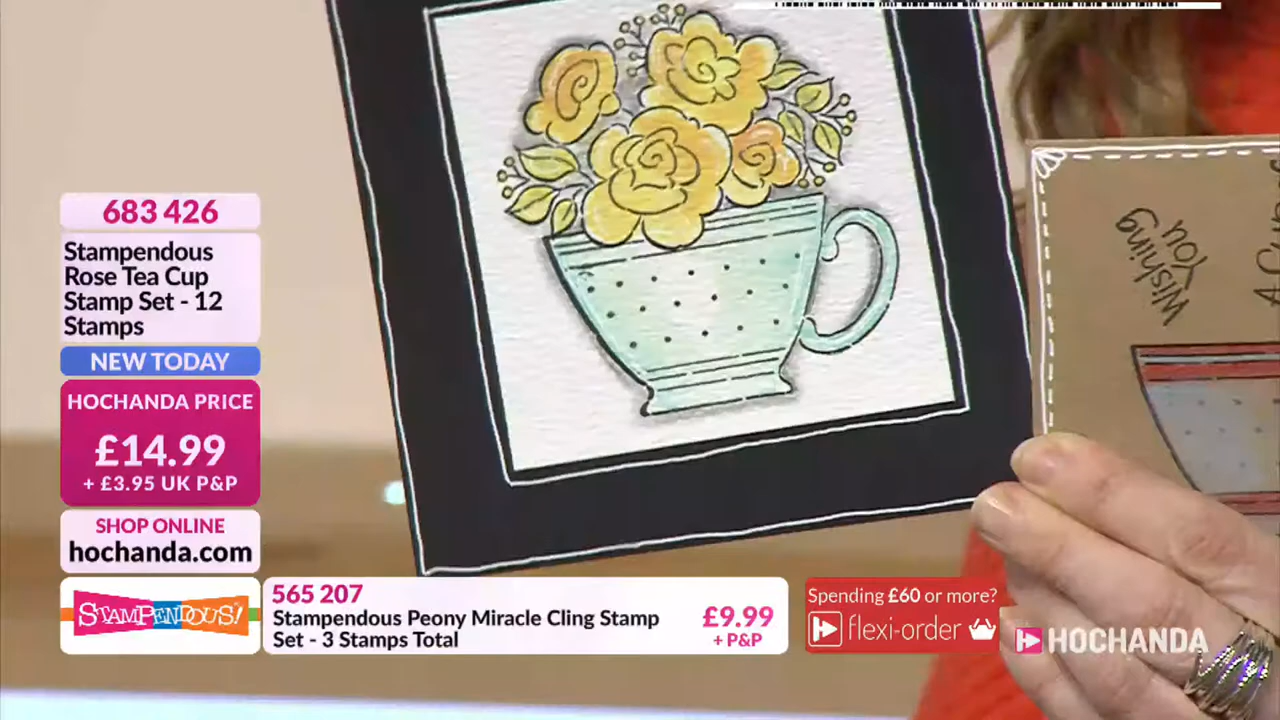 683 426
Stampendous
Rose Tea Cup
Stamp Set - 12
Stamps
NEW TODAY
HOCHANDA PRICE
£14.99
+ £3.95 UK P&P
SHOP ONLINE
hochanda.com
STAMPENDOUS!
565 207
Stampendous Peony Miracle Cling Stamp
Set - 3 Stamps Total
£9.99
+ P&P
Spending £60 or more?
flexi-order
HOCHANDA
Wishing
You